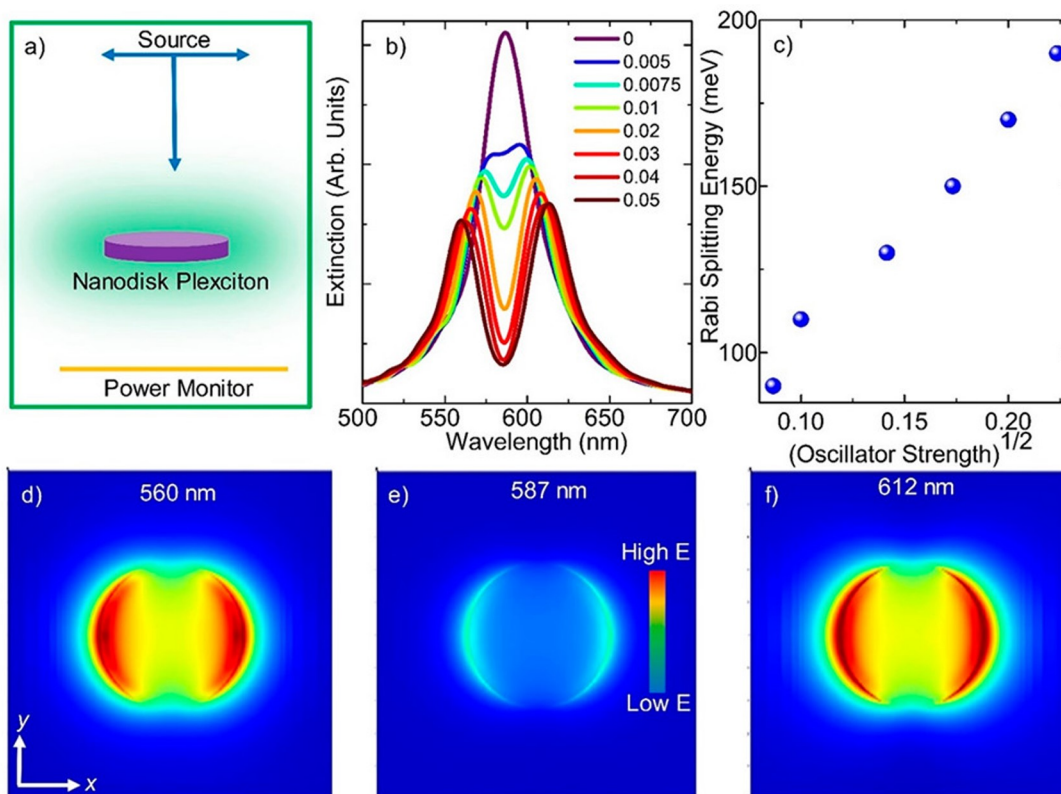 a)
Source
Nanodisk Plexciton
Power Monitor
b)
Extinction (Arb. Units)
0
0.005
0.0075
0.01
0.02
0.03
0.04
0.05
500
550
600
650
700
Wavelength (nm)
c)
Rabi Splitting Energy (meV)
200
150
100
0.10
0.15
0.20
(Oscillator Strength)^1/2
d)
560 nm
y
x
e)
587 nm
High E
Low E
f)
612 nm